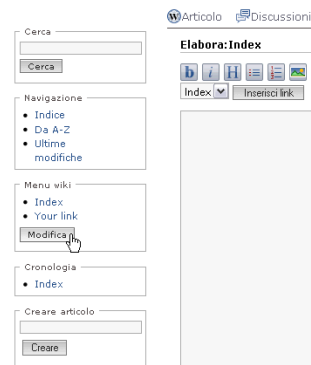 Cerca
Cerca
Navigazione
Indice
Da A-Z
Ultime
modifiche
Menu wiki
Index
Your link
Modifica
Cronologia
Index
Creare articolo
Creare
W Articolo Discussioni
Elabora:Index
b i H
Index Inserisci link